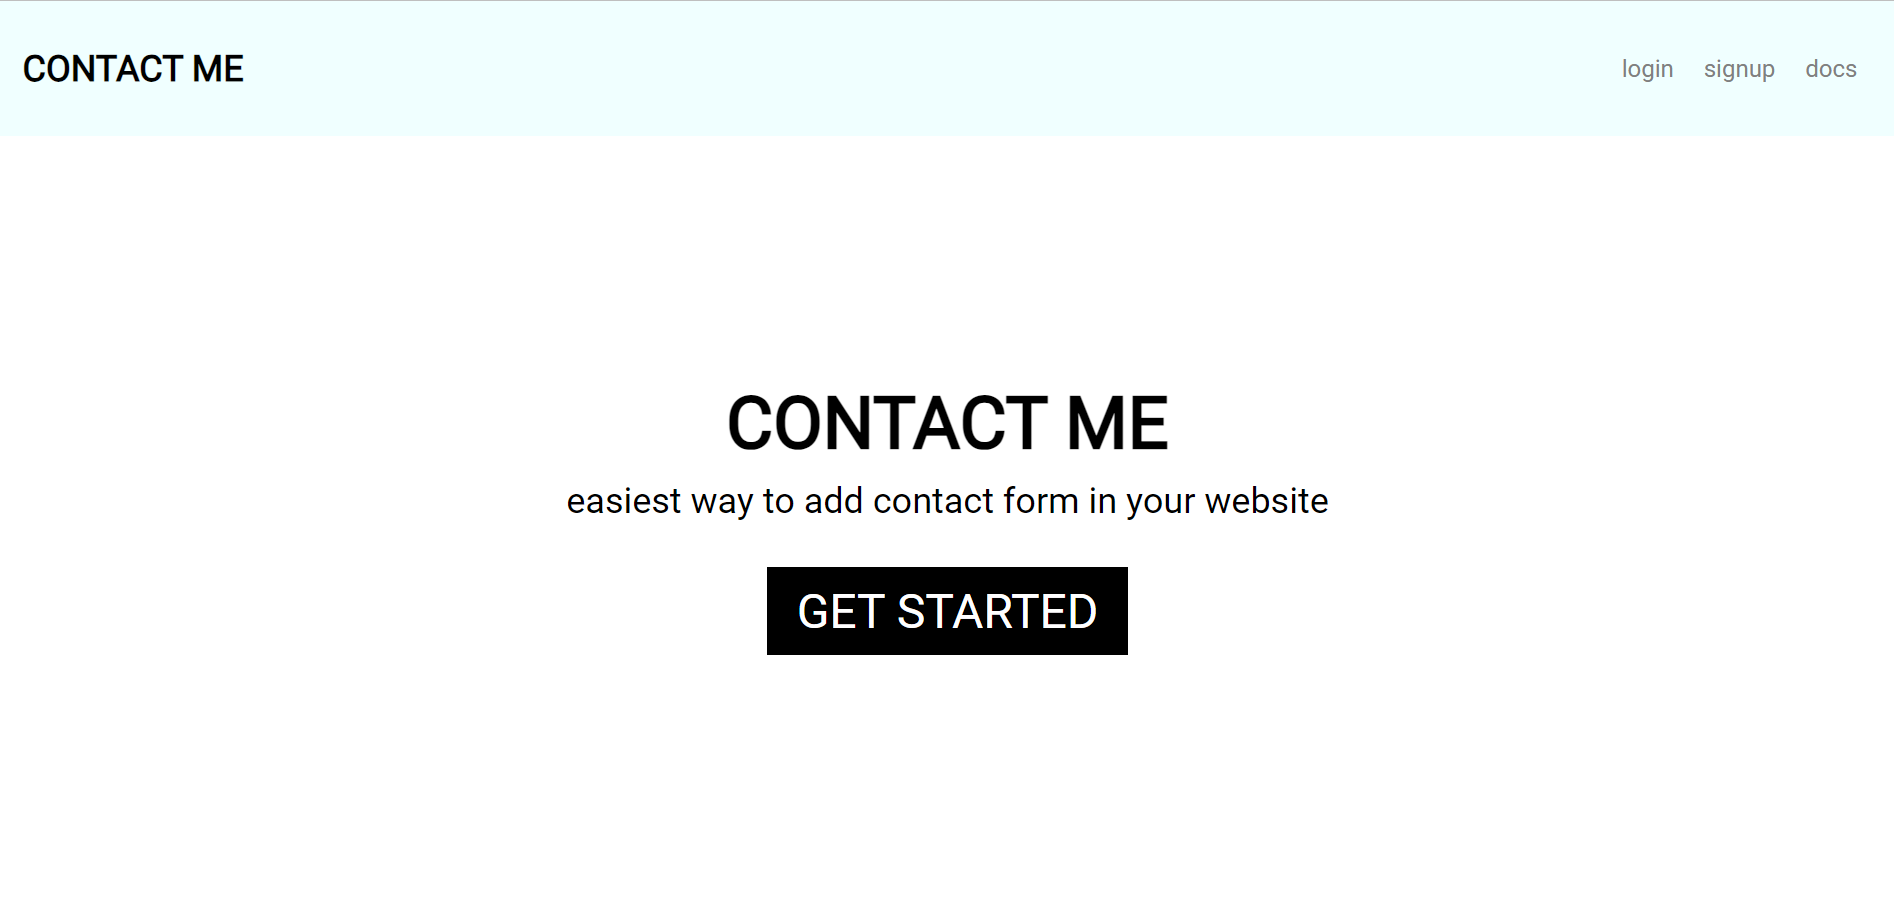 CONTACT ME
login signup docs
CONTACT ME
easiest way to add contact form in your website
GET STARTED